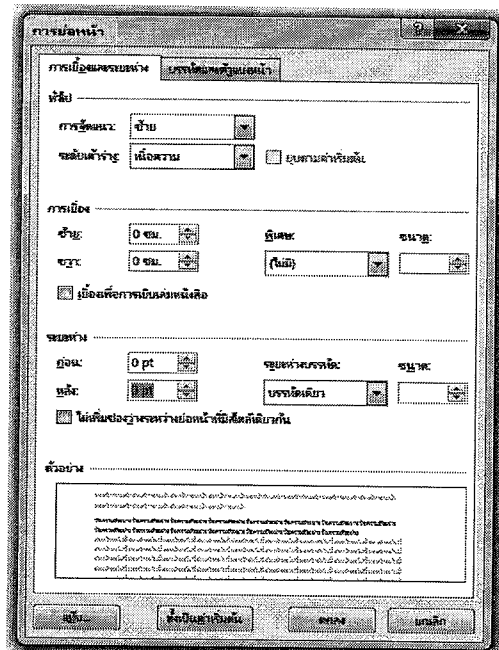 การย่อหน้า
การเยื้องและระยะห่าง บรรทัดและตัวแบ่งหน้า
ทั่วไป
การจัดแนว: ซ้าย
ระดับเค้าร่าง: เนื้อความ ยุบตามค่าเริ่มต้น
การเยื้อง
ซ้าย: 0 ซม. พิเศษ: ขนาด:
ขวา: 0 ซม. (ไม่มี)
เยื้องเพื่อการเย็บเล่มหนังสือ
ระยะห่าง
ก่อน: 0 pt ระยะห่างบรรทัด: ขนาด:
หลัง: 0 pt บรรทัดเดียว
ไม่เพิ่มช่องว่างระหว่างย่อหน้าที่มีสไตล์เดียวกัน
ตัวอย่าง
แท็บ... ตั้งเป็นค่าเริ่มต้น ตกลง ยกเลิก